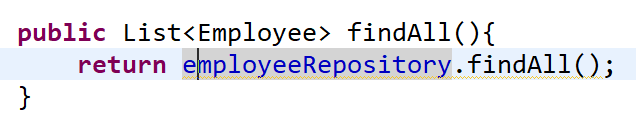 public List<Employee> findAll(){
    return employeeRepository.findAll();
}